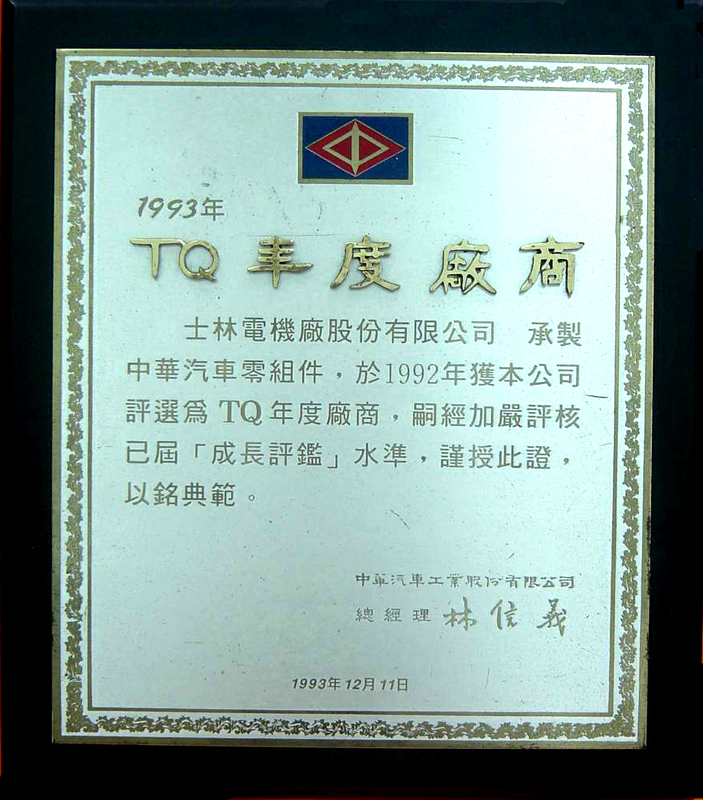 1993年
TQ 年度廠商
士林電機廠股份有限公司 承製
中華汽車零組件，於1992年獲本公司
評選為 TQ 年度廠商，嗣經加嚴評核
已屆「成長評鑑」水準，謹授此證，
以銘典範。
中華汽車工業股份有限公司
總經理 林信義
1993年12月11日